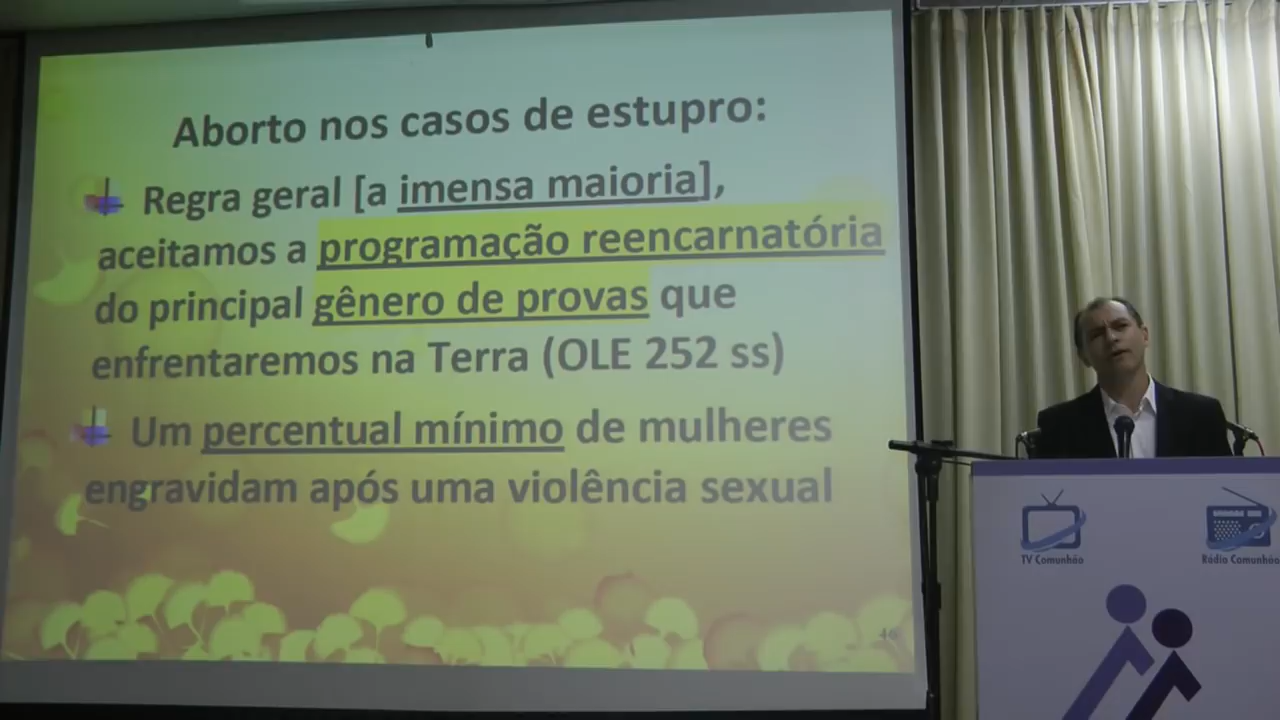 Aborto nos casos de estupro:
Regra geral [a imensa maioria],
aceitamos a programação reencarnatória
do principal gênero de provas que
enfrentaremos na Terra (OLE 252 ss)
Um percentual mínimo de mulheres
engravidam após uma violência sexual
TV Comunhão
Rádio Comunhão